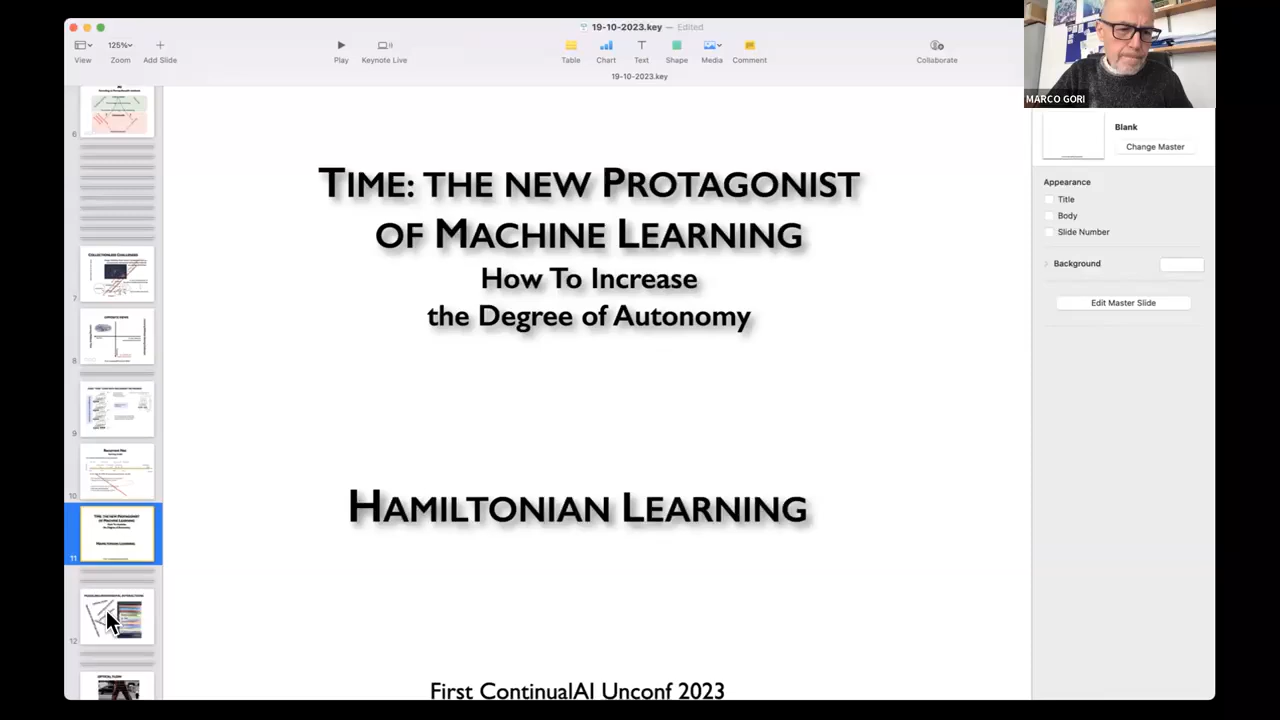 19-10-2023.key — Edited
View
125%
Zoom
Add Slide
Play
Keynote Live
Table
Chart
Text
Shape
Media
Comment
Collaborate
19-10-2023.key
MARCO GORI
6
7
8
9
10
11
12
TIME: THE NEW PROTAGONIST
OF MACHINE LEARNING
How To Increase
the Degree of Autonomy
HAMILTONIAN LEARNING
First ContinualAI Unconf 2023
Blank
Change Master
Appearance
Title
Body
Slide Number
Background
Edit Master Slide